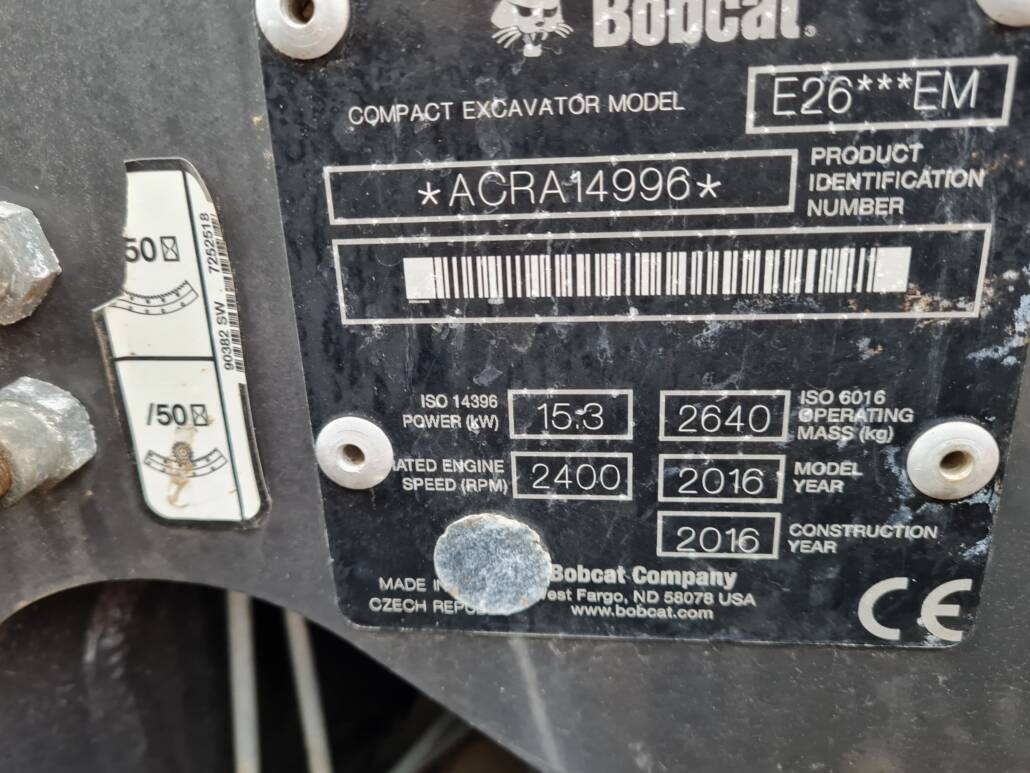 Bobcat®
COMPACT EXCAVATOR MODEL E26***EM
*ACRA14996* PRODUCT IDENTIFICATION NUMBER
ISO 14396 POWER (kW) 15.3
2640 ISO 6016 OPERATING MASS (kg)
RATED ENGINE SPEED (RPM) 2400
2016 MODEL YEAR
2016 CONSTRUCTION YEAR
MADE IN
CZECH
Bobcat Company
West Fargo, ND 58078 USA
www.bobcat.com
CE
50
/50
90382 SW 7252518